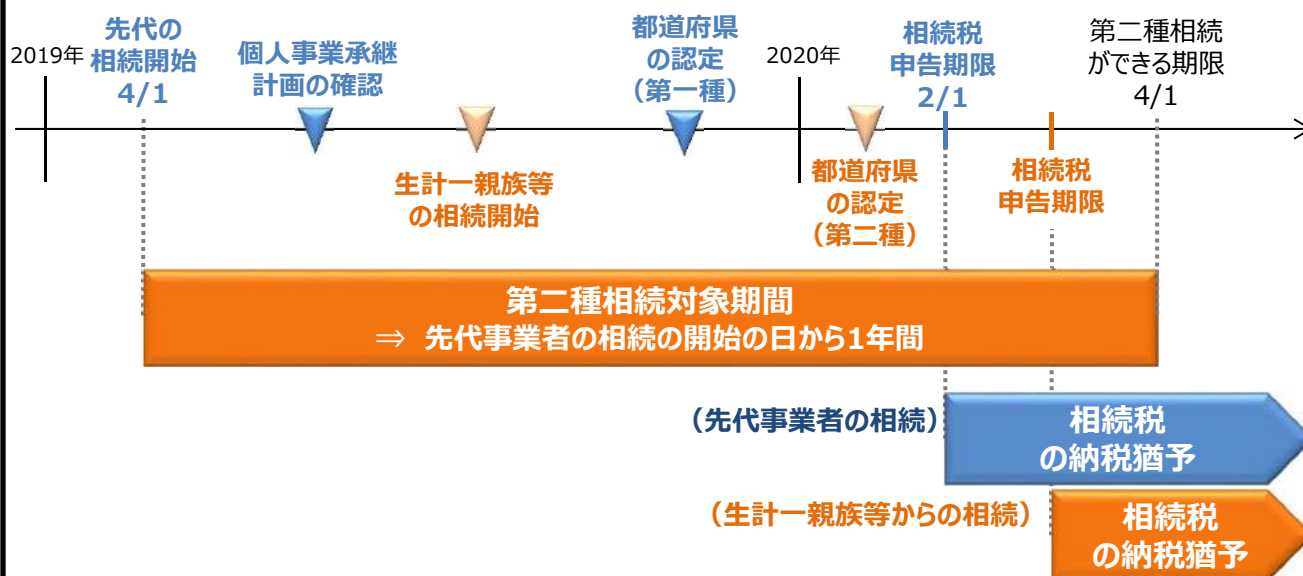 2019年
先代の
相続開始
4/1
個人事業承継
計画の確認
都道府県
の認定
（第一種）
2020年
相続税
申告期限
2/1
第二種相続
ができる期限
4/1
生計一親族等
の相続開始
都道府県
の認定
（第二種）
相続税
申告期限
第二種相続対象期間
⇒ 先代事業者の相続の開始の日から1年間
（先代事業者の相続）
相続税
の納税猶予
（生計一親族等からの相続）
相続税
の納税猶予